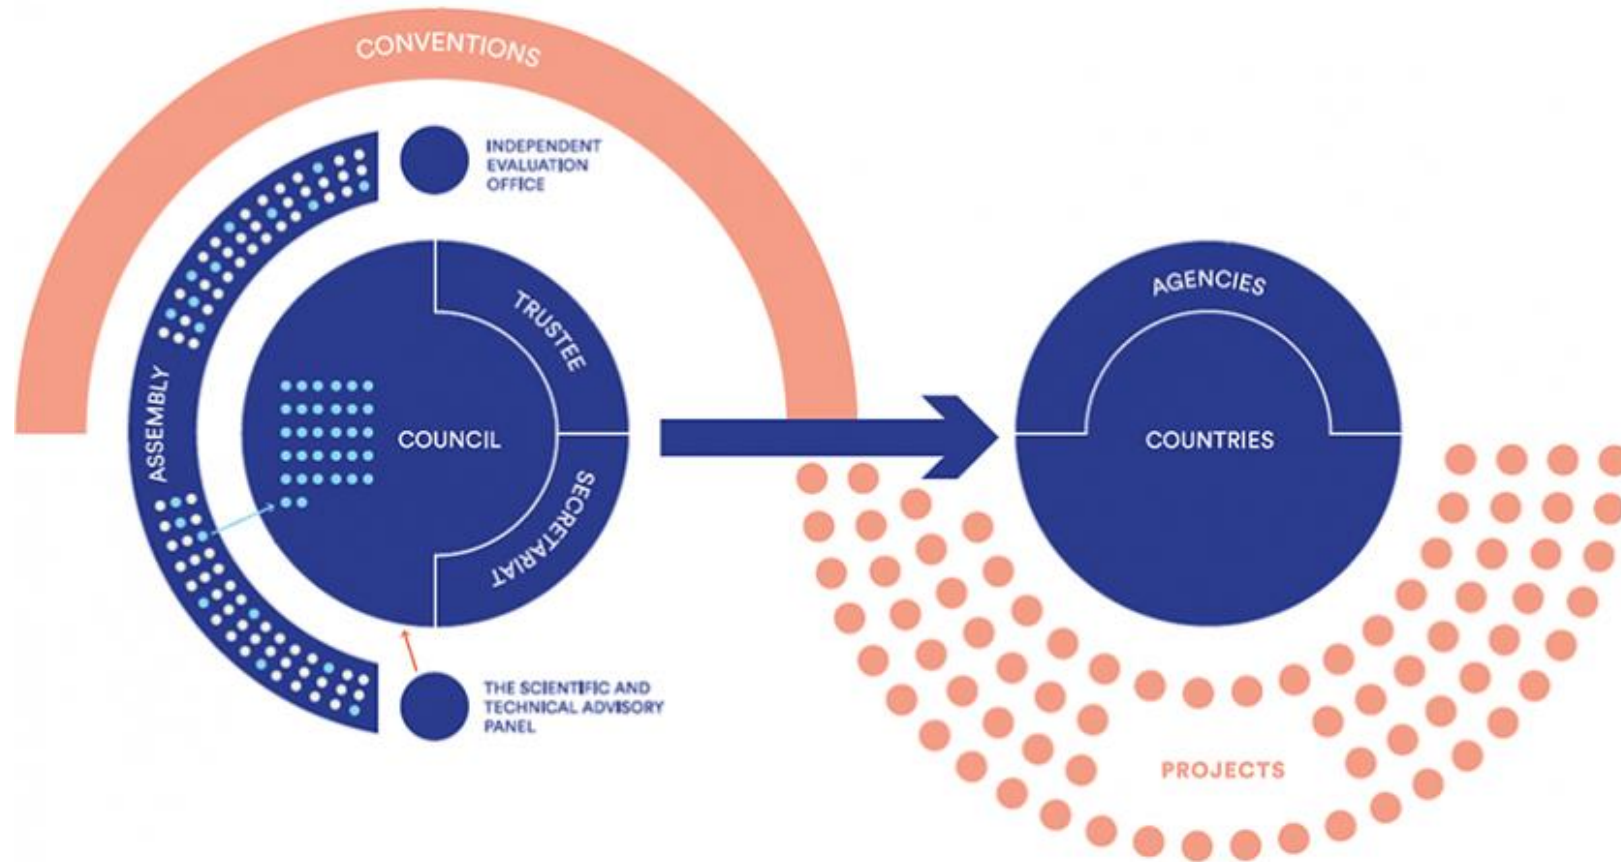 CONVENTIONS
INDEPENDENT
EVALUATION
OFFICE
TRUSTEE
ASSEMBLY
COUNCIL
SECRETARIAT
THE SCIENTIFIC AND
TECHNICAL ADVISORY
PANEL
AGENCIES
COUNTRIES
PROJECTS